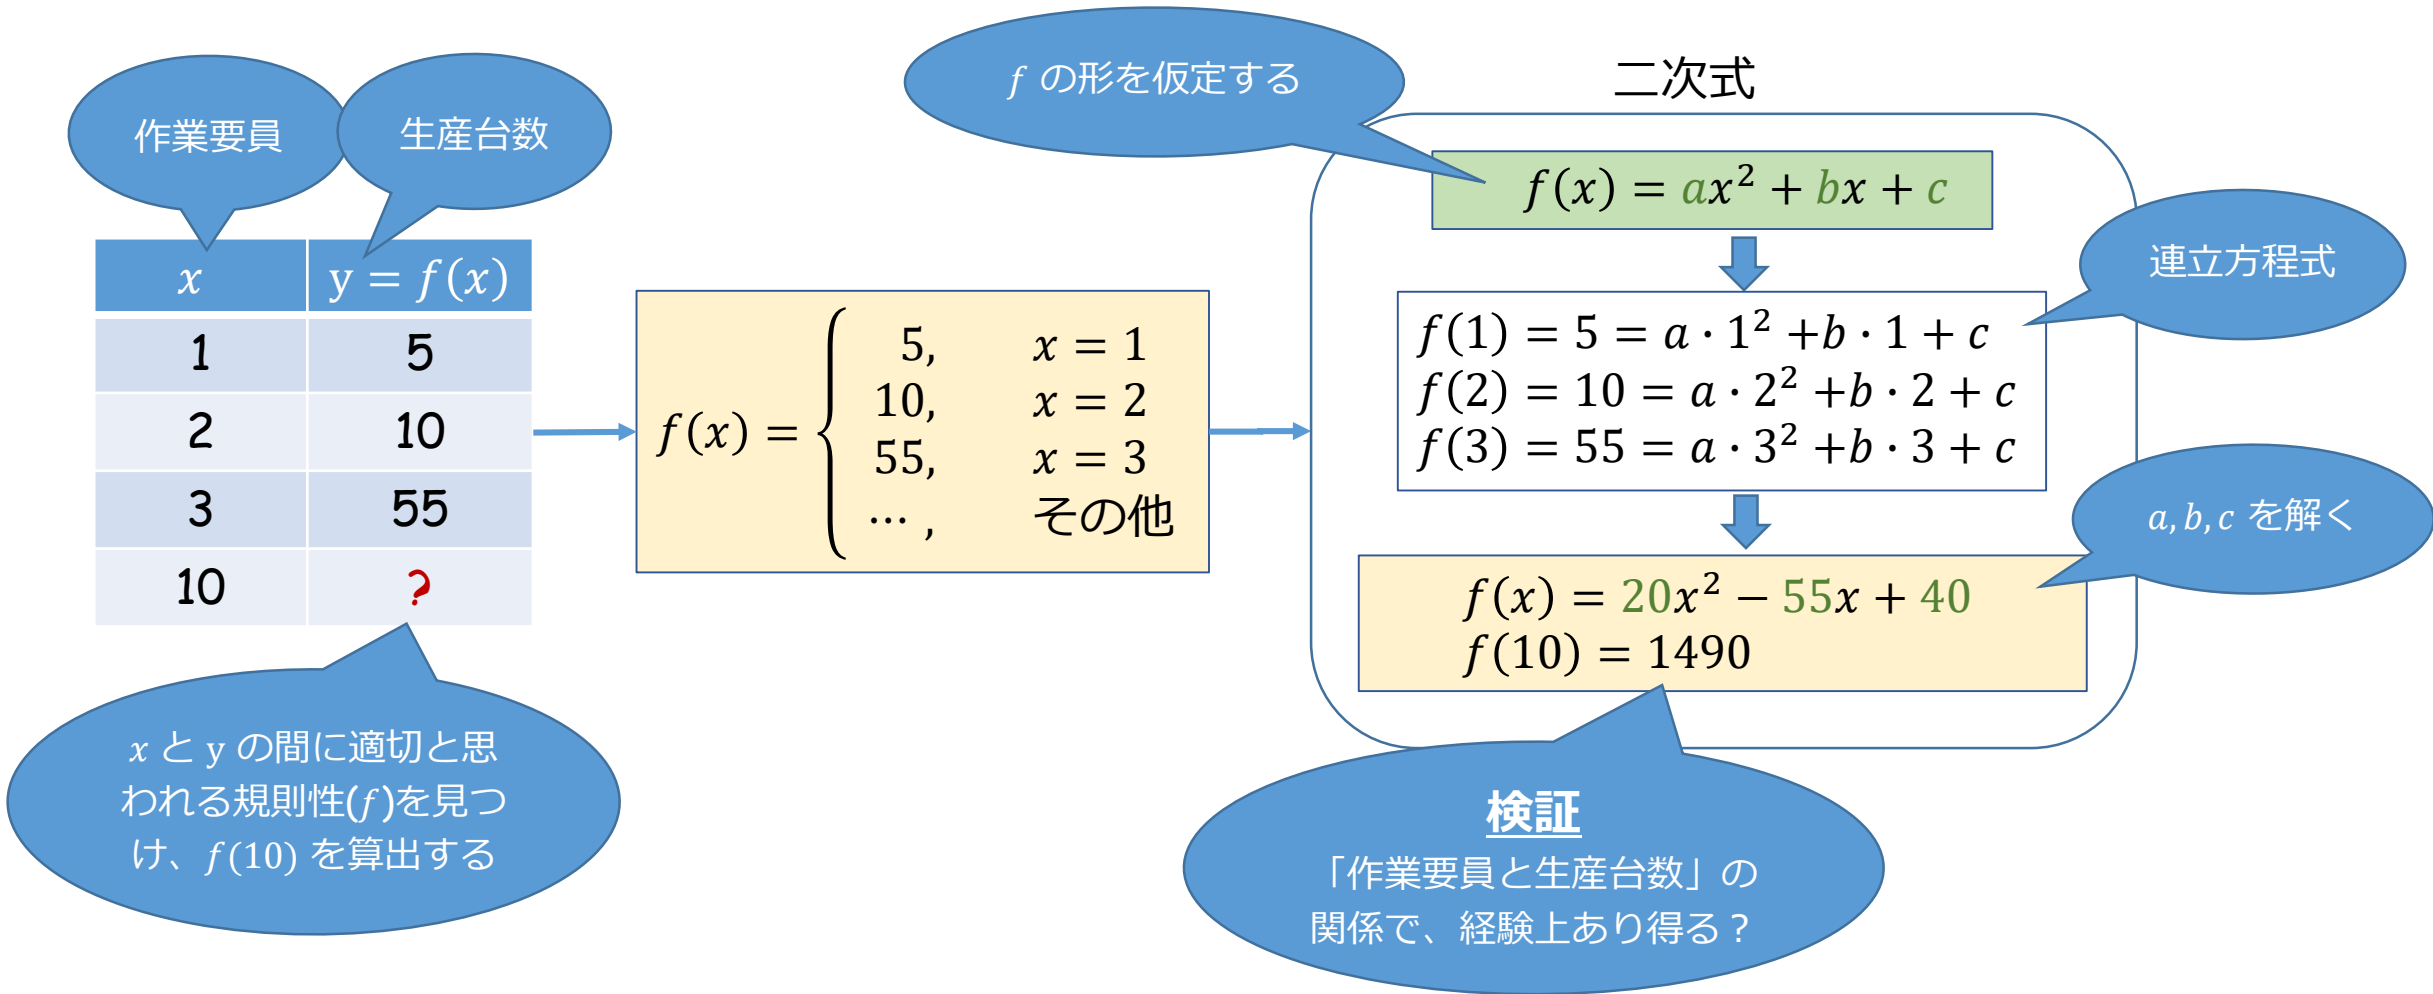 作業要員
生産台数
x
y = f(x)
1
5
2
10
3
55
10
?
x と y の間に適切と思
われる規則性(f)を見つ
け、f(10) を算出する
f(x) = {
5, x = 1
10, x = 2
55, x = 3
⋯ , その他
f の形を仮定する
二次式
f(x) = ax² + bx + c
連立方程式
f(1) = 5 = a · 1² +b · 1 + c
f(2) = 10 = a · 2² +b · 2 + c
f(3) = 55 = a · 3² +b · 3 + c
a, b, c を解く
f(x) = 20x² − 55x + 40
f(10) = 1490
検証
「作業要員と生産台数」の
関係で、経験上あり得る？